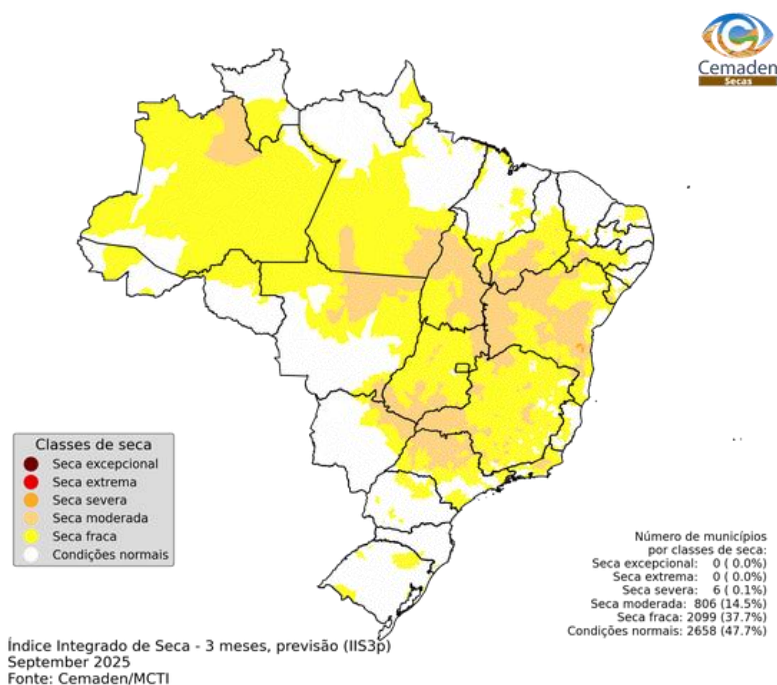 Cemaden
Secas
Classes de seca
Seca excepcional
Seca extrema
Seca severa
Seca moderada
Seca fraca
Condições normais
Número de municípios
por classes de seca:
Seca excepcional: 0 ( 0.0%)
Seca extrema: 0 ( 0.0%)
Seca severa: 6 ( 0.1%)
Seca moderada: 806 (14.5%)
Seca fraca: 2099 (37.7%)
Condições normais: 2658 (47.7%)
Índice Integrado de Seca - 3 meses, previsão (IIS3p)
September 2025
Fonte: Cemaden/MCTI